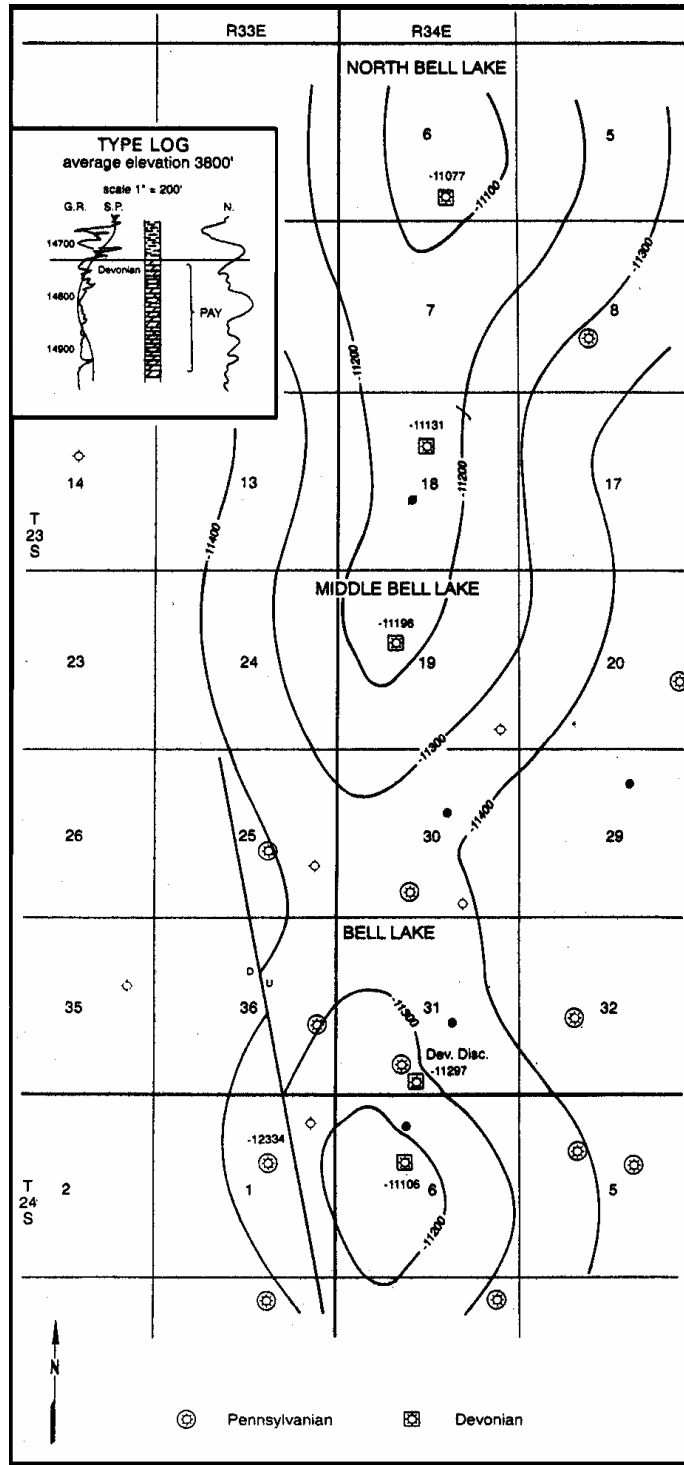 R33E R34E
NORTH BELL LAKE
6 5
-11077
-11100
-11300
TYPE LOG
average elevation 3800'
scale 1" = 200'
G.R. S.P. N.
14700
Devonian
14800
PAY
14900
7 8
-11200
-11131
14 13 18 17
-11200
-11400
T
23
S
MIDDLE BELL LAKE
-11196
23 24 19 20
-11300
-11400
26 25 30 29
BELL LAKE
D U
35 36 31 32
-11300
Dev. Disc.
-11297
-12334
T
24
S
2 1 6 5
-11106
-11200
N
Pennsylvanian Devonian